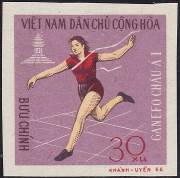 VIỆT NAM DÂN CHỦ CỘNG HÒA
BƯU CHÍNH
GANEFO CHÂU Á I
30 XU
KHÁNH-UYÊN 66